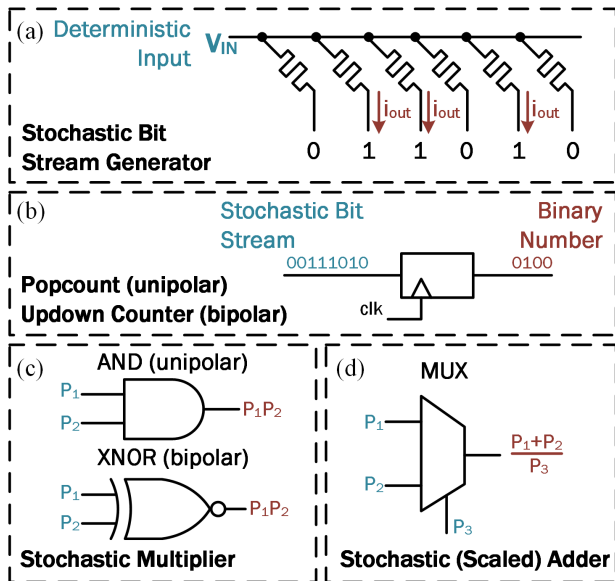 (a)
Deterministic
Input
VIN
iout iout iout
Stochastic Bit
Stream Generator
0 1 1 0 1 0
(b)
Stochastic Bit
Stream
Binary
Number
00111010
0100
Popcount (unipolar)
Updown Counter (bipolar)
clk
(c)
AND (unipolar)
P1
P2
P1P2
XNOR (bipolar)
P1
P2
P1P2
Stochastic Multiplier
(d)
MUX
P1
P2
P1+P2
P3
P3
Stochastic (Scaled) Adder